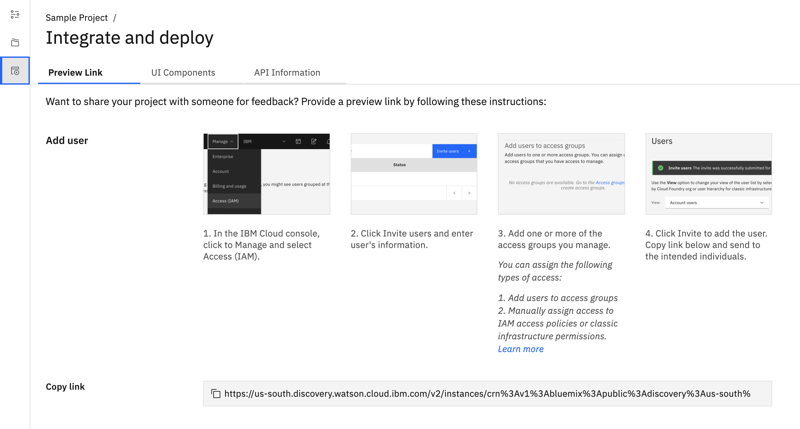 Sample Project /
Integrate and deploy
Preview Link
UI Components
API Information
Want to share your project with someone for feedback? Provide a preview link by following these instructions:
Add user
Manage
IBM
Enterprise
Account
Billing and usage
Access (IAM)
you might see users grouped at the
Invite users +
Status
Add users to access groups
Add users to one or more access groups. You can assign
access groups that you have access to manage.
No access groups are available. Go to the Access groups
create access groups.
Users
Invite users The invite was successfully submitted for
Use the View option to change your view of the user list by selec
by Cloud Foundry org or user hierarchy for classic infrastructure
View: Account users
1. In the IBM Cloud console,
click to Manage and select
Access (IAM).
2. Click Invite users and enter
user's information.
3. Add one or more of the
access groups you manage.
You can assign the following
types of access:
1. Add users to access groups
2. Manually assign access to
IAM access policies or classic
infrastructure permissions.
Learn more
4. Click Invite to add the user.
Copy link below and send to
the intended individuals.
Copy link
https://us-south.discovery.watson.cloud.ibm.com/v2/instances/crn%3Av1%3Abluemix%3Apublic%3Adiscovery%3Aus-south%